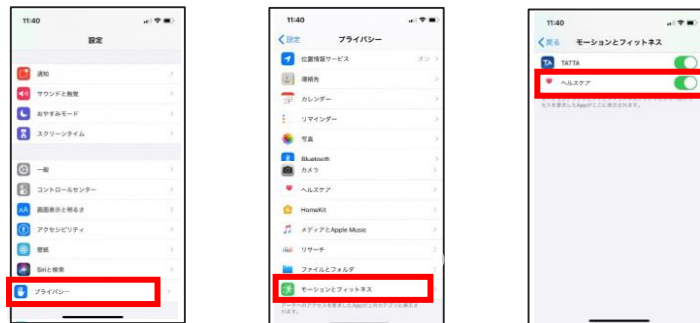 11:40
設定
通知
サウンドと触覚
おやすみモード
スクリーンタイム
一般
コントロールセンター
画面表示と明るさ
アクセシビリティ
壁紙
Siriと検索
プライバシー
11:40
設定 プライバシー
位置情報サービス オン
連絡先
カレンダー
リマインダー
写真
Bluetooth
カメラ
ヘルスケア
HomeKit
メディアとApple Music
リサーチ
ファイルとフォルダ
モーションとフィットネス
11:40
戻る モーションとフィットネス
TA TATTA
ヘルスケア